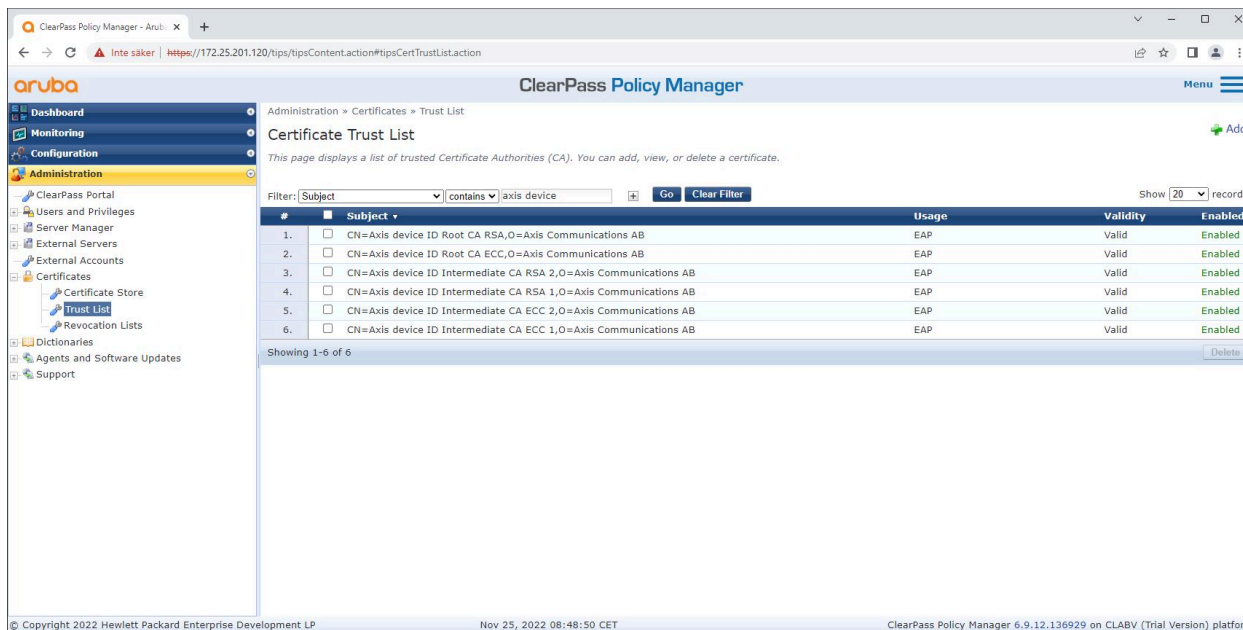 ClearPass Policy Manager - Arub
Inte säker | https://172.25.201.120/tips/tipsContent.action#tipsCertTrustList.action
aruba
ClearPass Policy Manager
Menu
Dashboard
Monitoring
Configuration
Administration
ClearPass Portal
Users and Privileges
Server Manager
External Servers
External Accounts
Certificates
Certificate Store
Trust List
Revocation Lists
Dictionaries
Agents and Software Updates
Support
Administration » Certificates » Trust List
Certificate Trust List
Add
This page displays a list of trusted Certificate Authorities (CA). You can add, view, or delete a certificate.
Filter: Subject contains axis device + Go Clear Filter Show 20 record
# Subject Usage Validity Enabled
1. CN=Axis device ID Root CA RSA,O=Axis Communications AB EAP Valid Enabled
2. CN=Axis device ID Root CA ECC,O=Axis Communications AB EAP Valid Enabled
3. CN=Axis device ID Intermediate CA RSA 2,O=Axis Communications AB EAP Valid Enabled
4. CN=Axis device ID Intermediate CA RSA 1,O=Axis Communications AB EAP Valid Enabled
5. CN=Axis device ID Intermediate CA ECC 2,O=Axis Communications AB EAP Valid Enabled
6. CN=Axis device ID Intermediate CA ECC 1,O=Axis Communications AB EAP Valid Enabled
Showing 1-6 of 6 Delete
© Copyright 2022 Hewlett Packard Enterprise Development LP Nov 25, 2022 08:48:50 CET ClearPass Policy Manager 6.9.12.136929 on CLABV (Trial Version) platfor